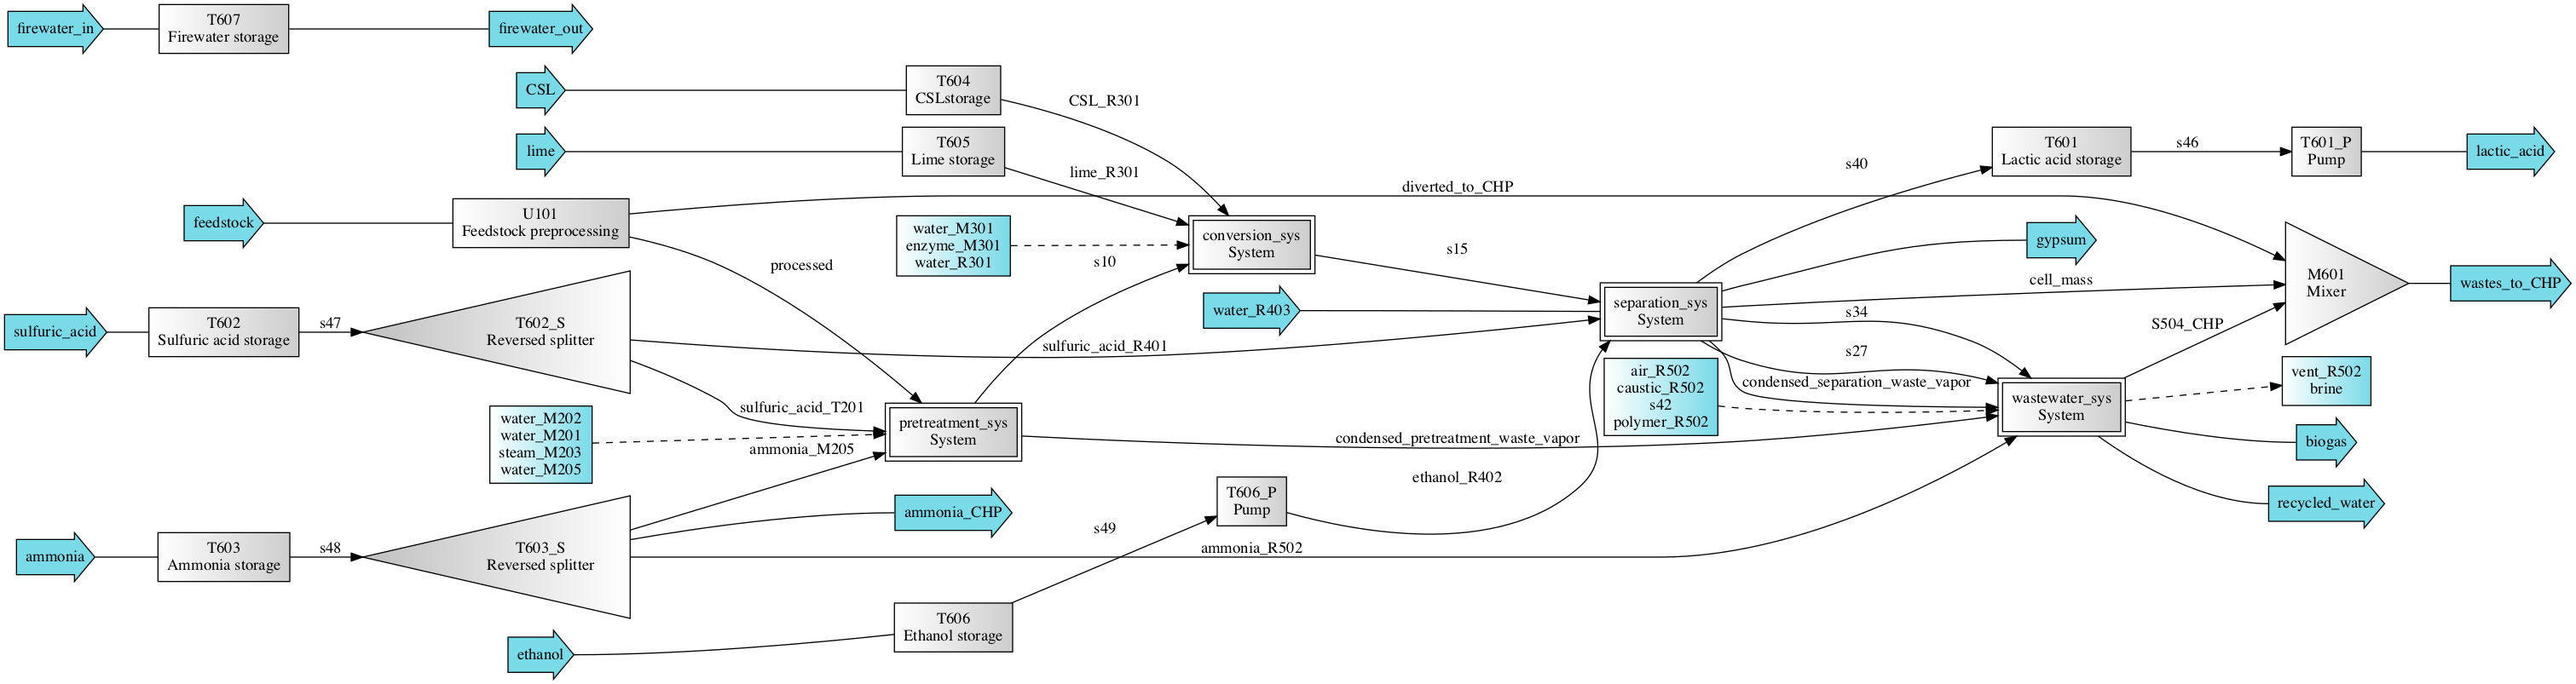 firewater_in
T607
Firewater storage
firewater_out
CSL
T604
CSLstorage
CSL_R301
lime
T605
Lime storage
lime_R301
feedstock
U101
Feedstock preprocessing
diverted_to_CHP
processed
water_M301
enzyme_M301
water_R301
conversion_sys
System
s10
s15
s40
T601
Lactic acid storage
s46
T601_P
Pump
lactic_acid
gypsum
cell_mass
M601
Mixer
wastes_to_CHP
sulfuric_acid
T602
Sulfuric acid storage
s47
T602_S
Reversed splitter
sulfuric_acid_R401
sulfuric_acid_T201
water_R403
separation_sys
System
s34
s27
S504_CHP
condensed_separation_waste_vapor
air_R502
caustic_R502
s42
polymer_R502
wastewater_sys
System
vent_R502
brine
biogas
recycled_water
water_M202
water_M201
steam_M203
water_M205
pretreatment_sys
System
condensed_pretreatment_waste_vapor
ammonia_M205
ammonia
T603
Ammonia storage
s48
T603_S
Reversed splitter
ammonia_CHP
ammonia_R502
s49
T606_P
Pump
ethanol_R402
ethanol
T606
Ethanol storage